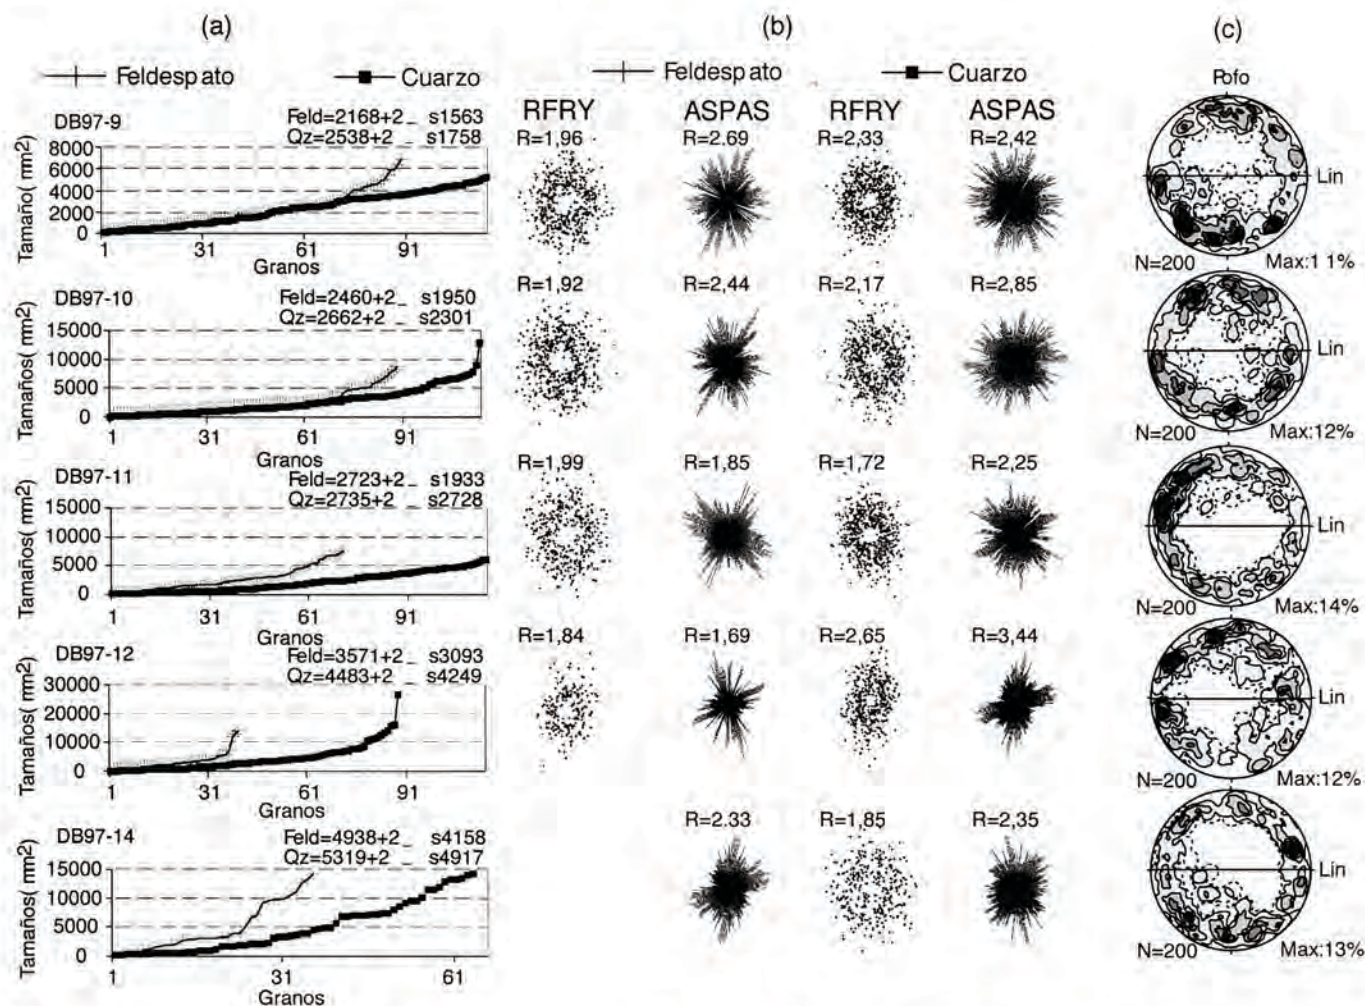 (a)
(b)
(c)
Feldespato
Cuarzo
Feldespato
Cuarzo
RFRY
ASPAS
RFRY
ASPAS
Pofo
DB97-9
Feld=2168+2_ s1563
Qz=2538+2_ s1758
Tamaño( mm2)
8000
6000
4000
2000
0
1
31
61
91
Granos
R=1,96
R=2.69
R=2,33
R=2,42
Lin
N=200
Max:1 1%
DB97-10
Feld=2460+2_ s1950
Qz=2662+2_ s2301
Tamaños( mm2)
15000
10000
5000
0
1
31
61
91
Granos
R=1,92
R=2,44
R=2,17
R=2,85
Lin
N=200
Max:12%
DB97-11
Feld=2723+2_ s1933
Qz=2735+2_ s2728
Tamaños( mm2)
15000
10000
5000
0
1
31
61
91
Granos
R=1,99
R=1,85
R=1,72
R=2,25
Lin
N=200
Max:14%
DB97-12
Feld=3571+2_ s3093
Qz=4483+2_ s4249
Tamaños( mm2)
30000
20000
10000
0
1
31
61
91
Granos
R=1,84
R=1,69
R=2,65
R=3,44
Lin
N=200
Max:12%
DB97-14
Feld=4938+2_ s4158
Qz=5319+2_ s4917
Tamaños( mm2)
15000
10000
5000
0
1
31
61
Granos
R=2.33
R=1,85
R=2,35
Lin
N=200
Max:13%